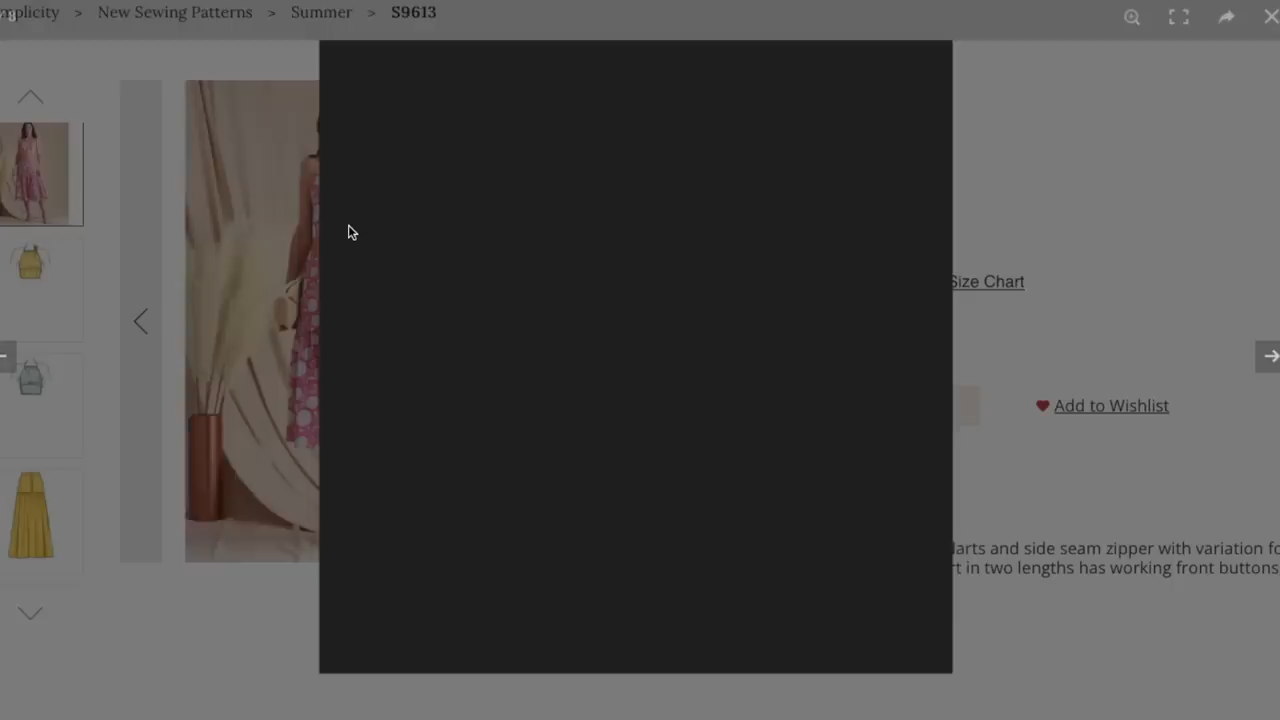 mplicity > New Sewing Patterns > Summer > S9613
Size Chart
Add to Wishlist
darts and side seam zipper with variation fo
rt in two lengths has working front buttons